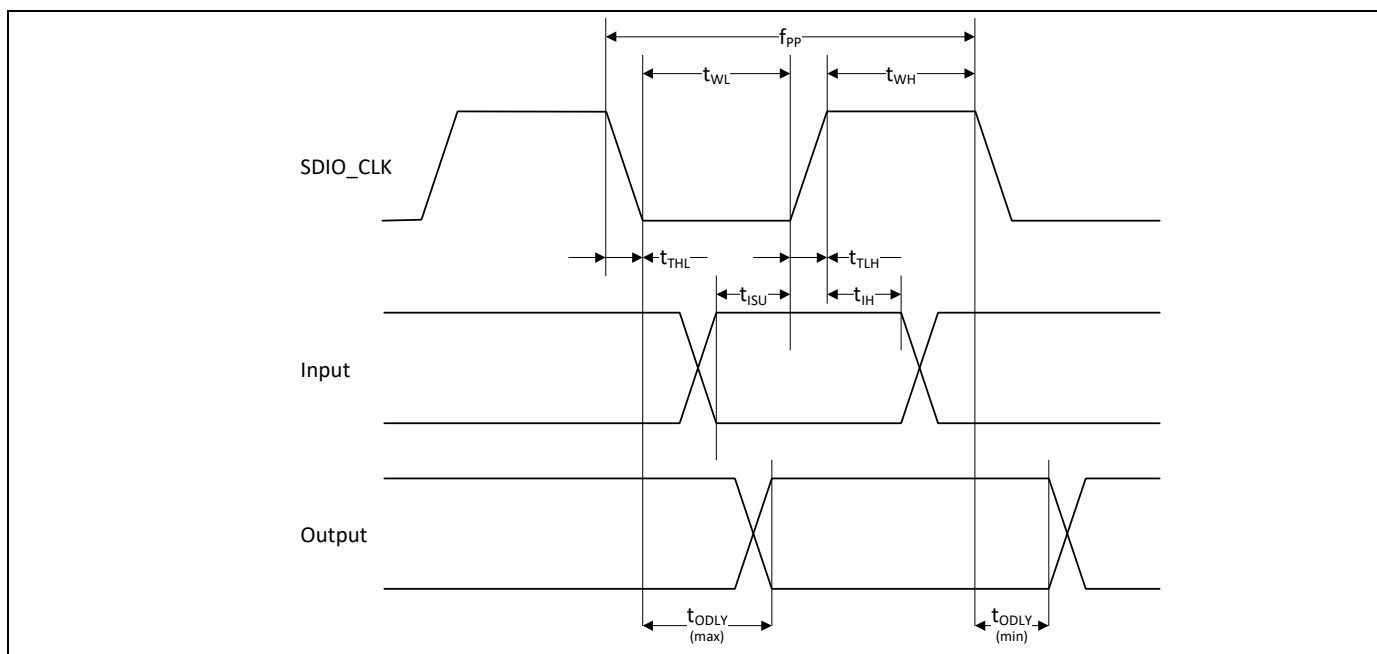 fPP
tWL
tWH
SDIO_CLK
tTHL
tTLH
tISU
tIH
Input
Output
tODLY
(max)
tODLY
(min)